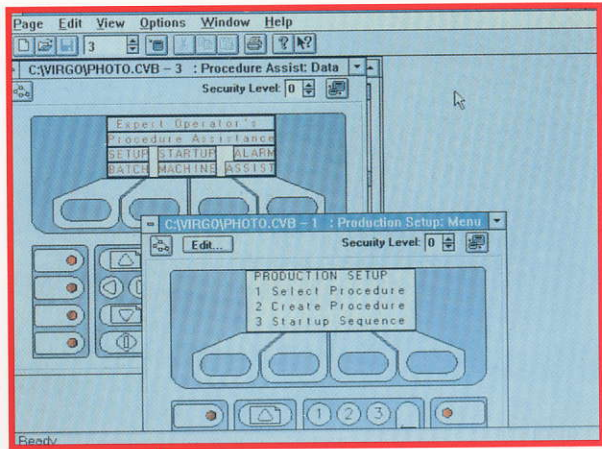 Page Edit View Options Window Help
3
C:\VIRGO\PHOTO.CVB – 3 : Procedure Assist: Data
Security Level: 0
Expert Operator's
Procedure Assistance
SETUP STARTUP ALARM
BATCH MACHINE ASSIST
C:\VIRGO\PHOTO.CVB – 1 : Production Setup: Menu
Edit... Security Level: 0
PRODUCTION SETUP
1 Select Procedure
2 Create Procedure
3 Startup Sequence
1 2 3
Ready